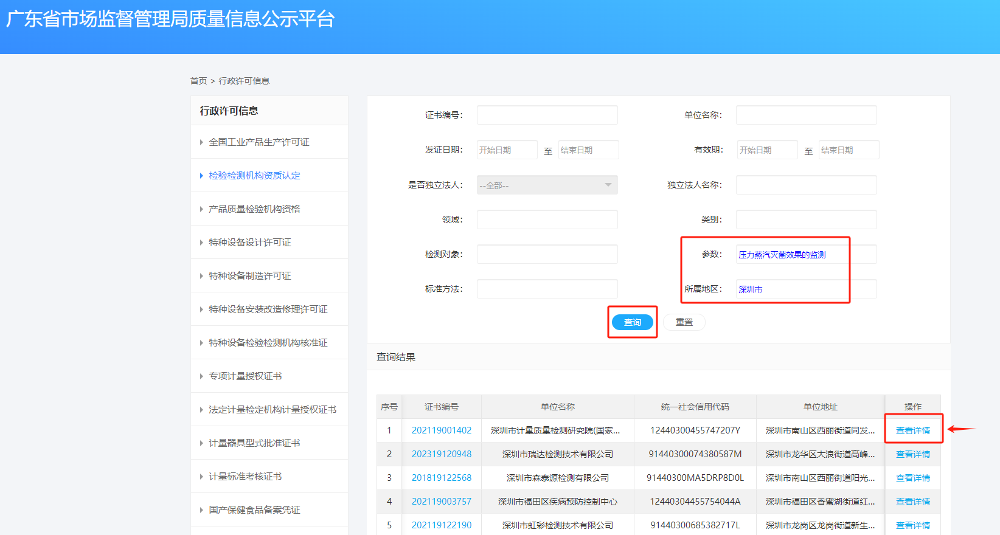 广东省市场监督管理局质量信息公示平台
首页 > 行政许可信息
行政许可信息
全国工业产品生产许可证
检验检测机构资质认定
产品质量检验机构资格
特种设备设计许可证
特种设备制造许可证
特种设备安装改造修理许可证
特种设备检验检测机构核准证
专项计量授权证书
法定计量检定机构计量授权证书
计量器具型式批准证书
计量标准考核证书
国产保健食品备案凭证
证书编号: 单位名称:
发证日期: 开始日期 至 结束日期 有效期: 开始日期 至 结束日期
是否独立法人: --全部-- 独立法人名称:
领域: 类别:
检测对象: 参数: 压力蒸汽灭菌效果的监测
标准方法: 所属地区: 深圳市
查询 重置
查询结果
序号 证书编号 单位名称 统一社会信用代码 单位地址 操作
1 202119001402 深圳市计量质量检测研究院(国家... 12440300455747207Y 深圳市南山区西丽街道同发... 查看详情
2 202319120948 深圳市瑞达检测技术有限公司 91440300074380587M 深圳市龙华区大浪街道高峰... 查看详情
3 201819122568 深圳市森泰源检测有限公司 91440300MA5DRP8D0L 深圳市南山区西丽街道阳光... 查看详情
4 202119003757 深圳市福田区疾病预防控制中心 12440304455754044A 深圳市福田区香蜜湖街道红... 查看详情
5 202119122190 深圳市虹彩检测技术有限公司 91440300685382717L 深圳市龙岗区龙岗街道新生... 查看详情